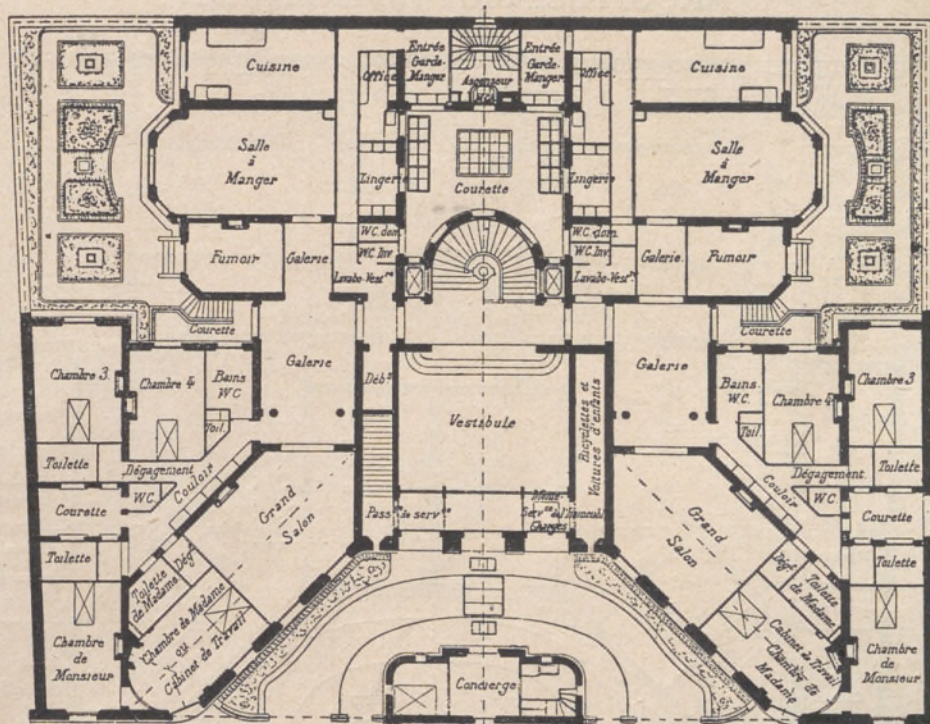 Cuisine
Office
Entrée
Garde-
Manger
Ascenseur
Entrée
Garde-
Manger
Office
Cuisine
Salle
à
Manger
Lingerie
Courette
Lingerie
Salle
à
Manger
Fumoir
Galerie
W.C. dom.
W.C. Inv.
Lavabo-Vest.re
W.C. dom.
W.C. Inv.
Lavabo-Vest.
Galerie.
Fumoir
Courette
Courette
Chambre 3.
Chambre 4
Bains
W.C
Toil.
Galerie
Déb.s
Vestibule
Bicyclettes et
Voitures d'enfants
Galerie
Bains.
W.C.
Toil.
Chambre 4
Chambre 3
Toilette
Dégagement
Couloir
W.C
Courette
Toilette
Grand
Salon
Pass.
de serv.ce
Serv.
de l'Immeuble
Charges
Grand
Salon
Couloir
Dégagement
W.C
Toilette
Courette
Toilette
Toilette
de Madame
Dég.t
Chambre de Madame
ou
Cabinet de Travail
Chambre
de
Monsieur
Dég.
Toilette
de Madame
Cabinet de Travail
Chambre de
Madame
Chambre
de
Monsieur
Concierge